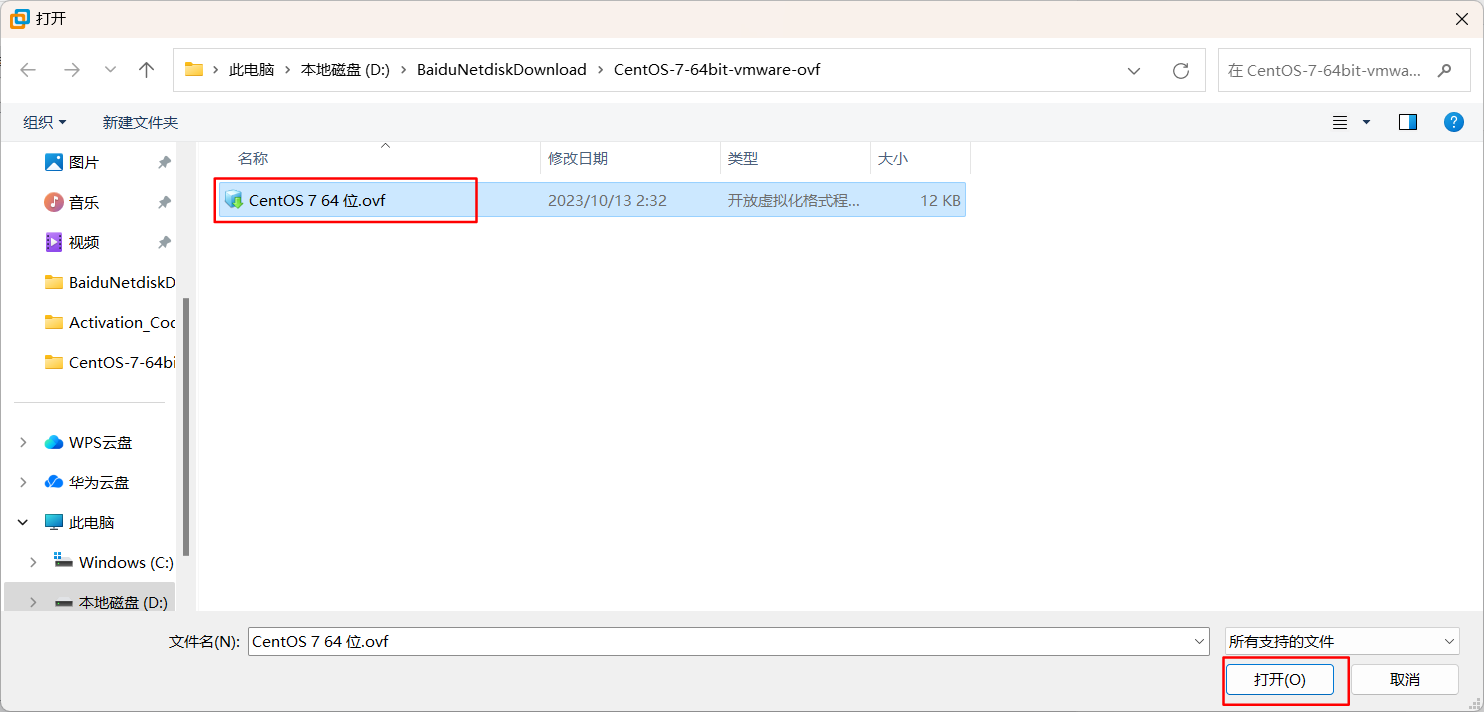 打开
此电脑 本地磁盘 (D:) BaiduNetdiskDownload CentOS-7-64bit-vmware-ovf
在 CentOS-7-64bit-vmwa...
组织 新建文件夹
名称 修改日期 类型 大小
CentOS 7 64 位.ovf 2023/10/13 2:32 开放虚拟化格式程... 12 KB
图片
音乐
视频
BaiduNetdiskD
Activation_Coc
CentOS-7-64bi
WPS云盘
华为云盘
此电脑
Windows (C:)
本地磁盘 (D:)
文件名(N): CentOS 7 64 位.ovf 所有支持的文件
打开(O) 取消